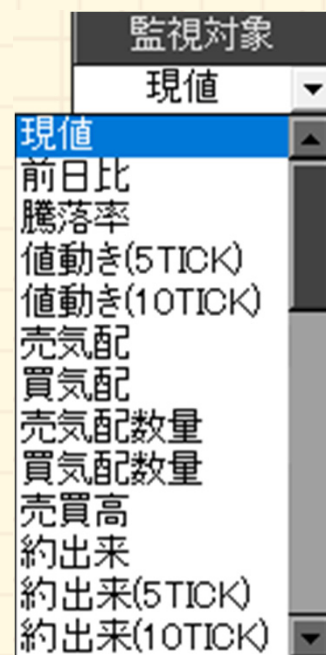 監視対象
現値
現値
前日比
騰落率
値動き(5TICK)
値動き(10TICK)
売気配
買気配
売気配数量
買気配数量
売買高
約出来
約出来(5TICK)
約出来(10TICK)